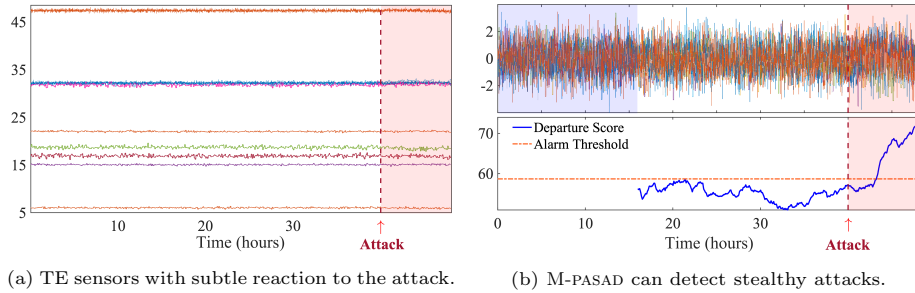 45
35
25
15
5
10
20
30
Time (hours)
Attack
(a) TE sensors with subtle reaction to the attack.
2
0
-2
70
60
Departure Score
Alarm Threshold
0
10
20
30
Time (hours)
Attack
(b) M-PASAD can detect stealthy attacks.